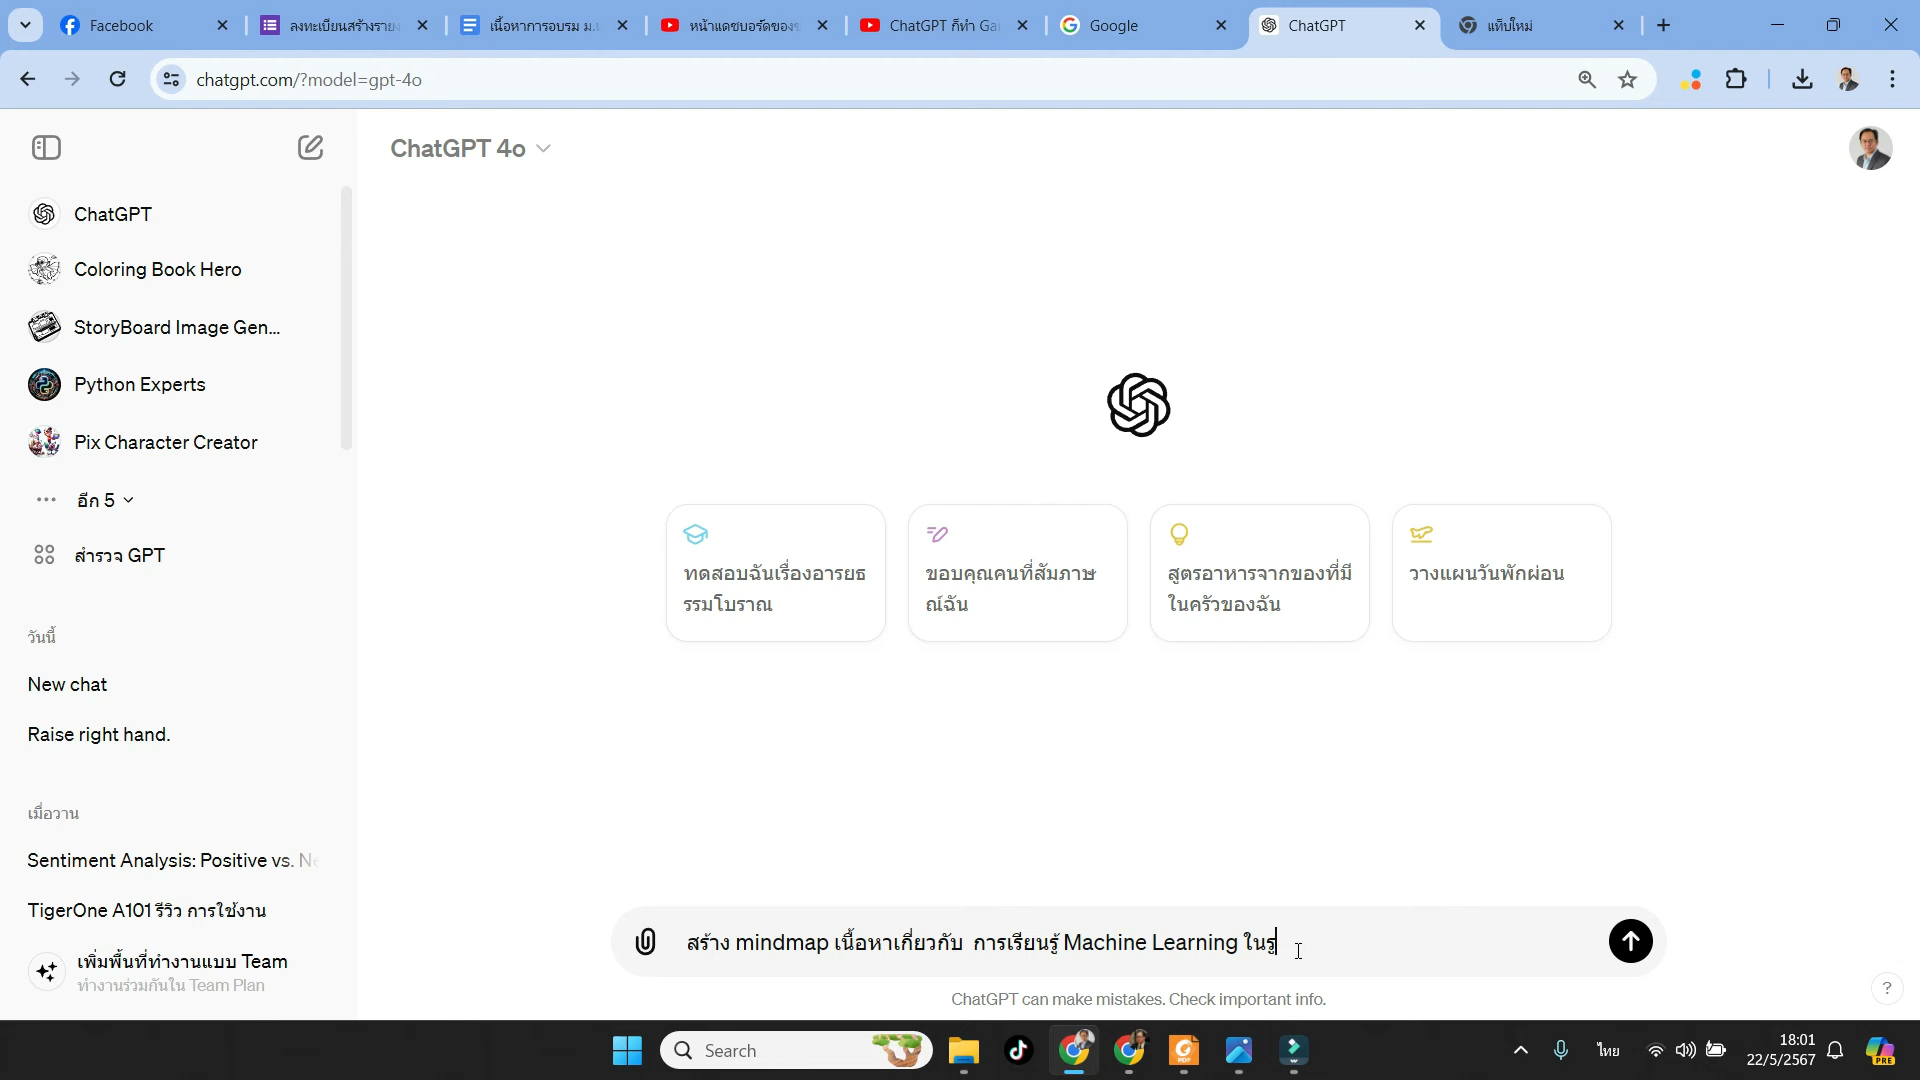 Facebook
ลงทะเบียนสร้างราย
เนื้อหาการอบรม ม.
หน้าแดชบอร์ดของ
ChatGPT ก็ทำ Ga
Google
ChatGPT
แท็บใหม่
chatgpt.com/?model=gpt-4o
ChatGPT 4o
ChatGPT
Coloring Book Hero
StoryBoard Image Gen...
Python Experts
Pix Character Creator
อีก 5
สำรวจ GPT
วันนี้
New chat
Raise right hand.
เมื่อวาน
Sentiment Analysis: Positive vs. Ne
TigerOne A101 รีวิว การใช้งาน
เพิ่มพื้นที่ทำงานแบบ Team
ทำงานร่วมกันใน Team Plan
ทดสอบฉันเรื่องอารยธ
รรมโบราณ
ขอบคุณคนที่สัมภาษ
ณ์ฉัน
สูตรอาหารจากของที่มี
ในครัวของฉัน
วางแผนวันพักผ่อน
สร้าง mindmap เนื้อหาเกี่ยวกับ  การเรียนรู้ Machine Learning ในรู
ChatGPT can make mistakes. Check important info.
?
Search
PDF
ไทย
18:01
22/5/2567
PRE